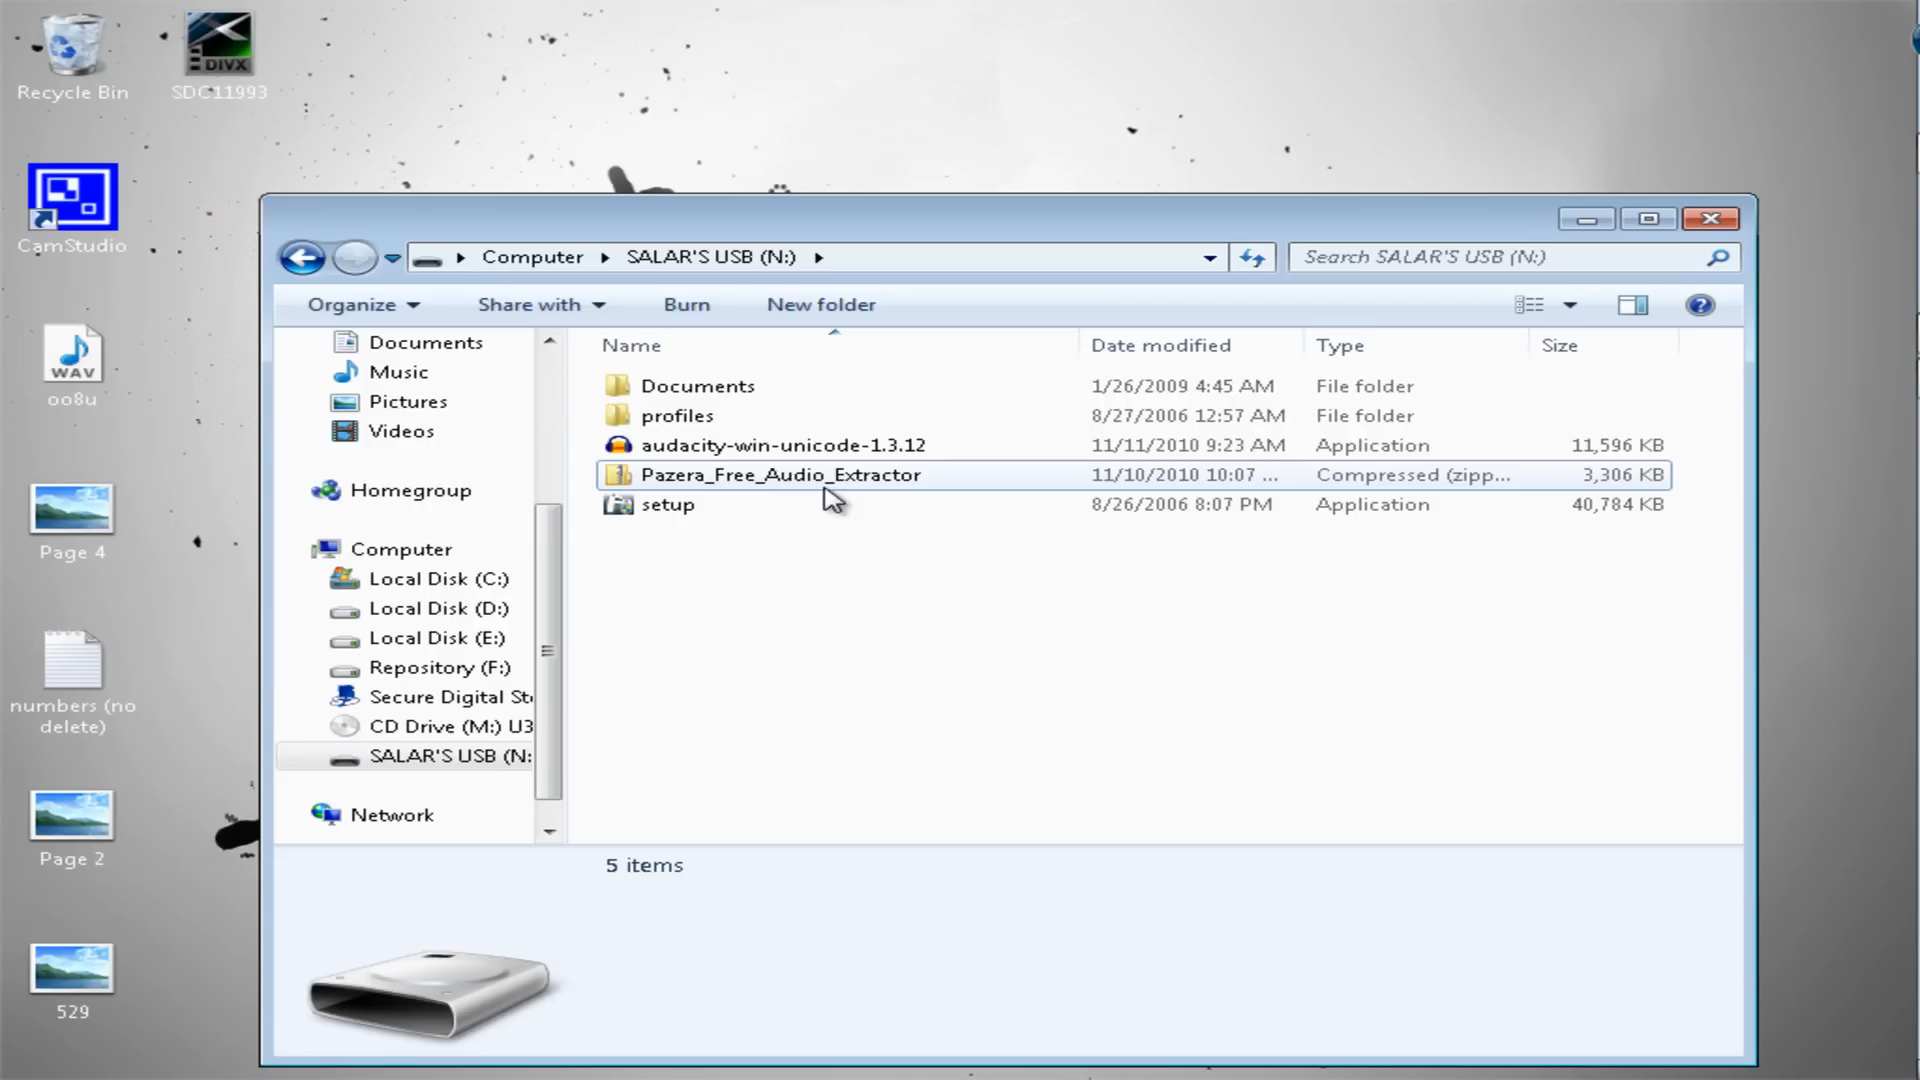 Recycle Bin
DIVX
SDC11993
CamStudio
WAV
oo8u
Page 4
numbers (no
delete)
Page 2
529
Computer
SALAR'S USB (N:)
Search SALAR'S USB (N:)
Organize
Share with
Burn
New folder
Documents
Music
Pictures
Videos
Homegroup
Computer
Local Disk (C:)
Local Disk (D:)
Local Disk (E:)
Repository (F:)
Secure Digital Sto
CD Drive (M:) U3
SALAR'S USB (N:
Network
Name Date modified Type Size
Documents 1/26/2009 4:45 AM File folder
profiles 8/27/2006 12:57 AM File folder
audacity-win-unicode-1.3.12 11/11/2010 9:23 AM Application 11,596 KB
Pazera_Free_Audio_Extractor 11/10/2010 10:07 ... Compressed (zipp... 3,306 KB
setup 8/26/2006 8:07 PM Application 40,784 KB
5 items